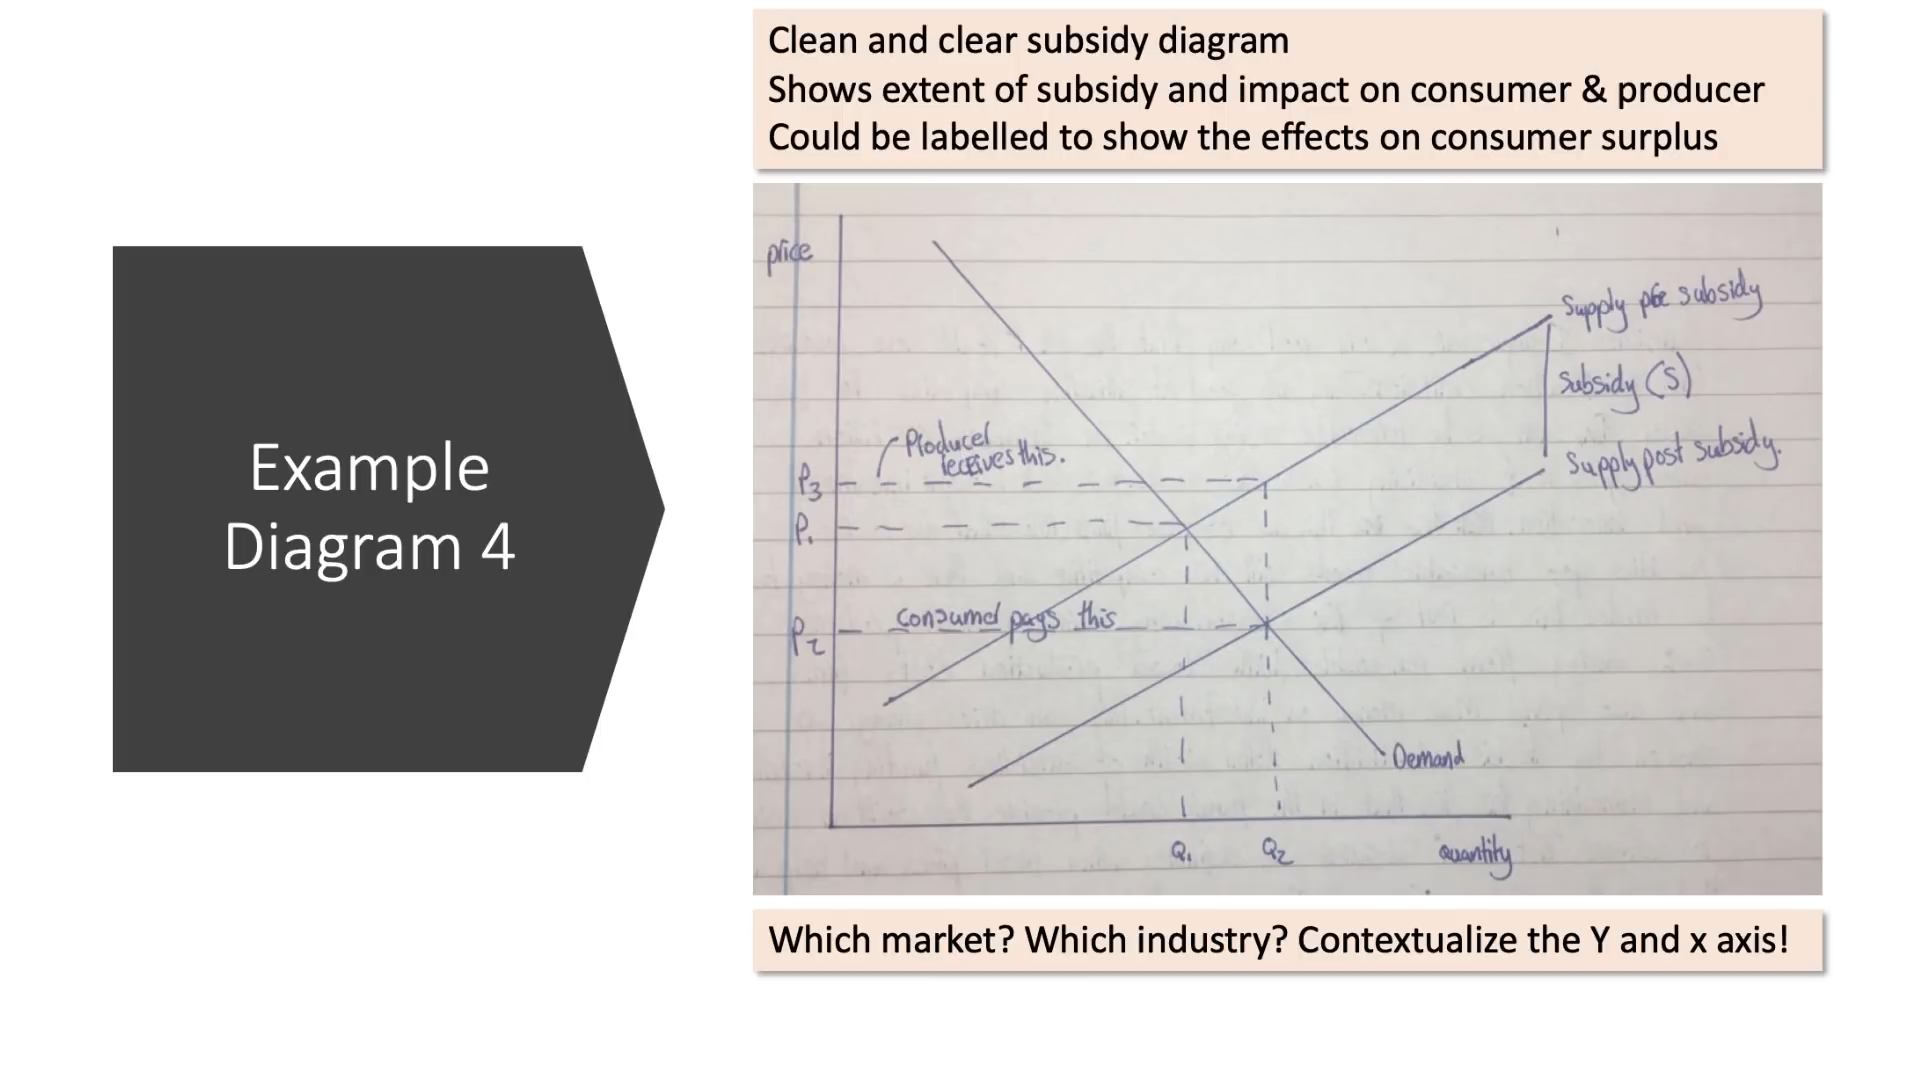 Example
Diagram 4
Clean and clear subsidy diagram
Shows extent of subsidy and impact on consumer & producer
Could be labelled to show the effects on consumer surplus
price
Supply pre subsidy
Subsidy (S)
Supply post subsidy.
Producer
receives this.
P3
P1
Consumer pays this
P2
Demand
Q1
Q2
quantity
Which market? Which industry? Contextualize the Y and x axis!